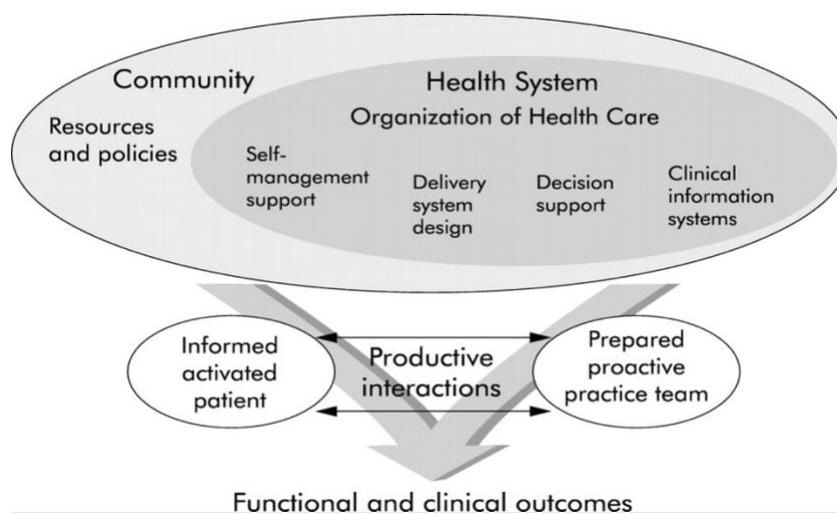 Community
Health System
Organization of Health Care
Resources
and policies
Self-
management
support
Delivery
system
design
Decision
support
Clinical
information
systems
Informed
activated
patient
Productive
interactions
Prepared
proactive
practice team
Functional and clinical outcomes